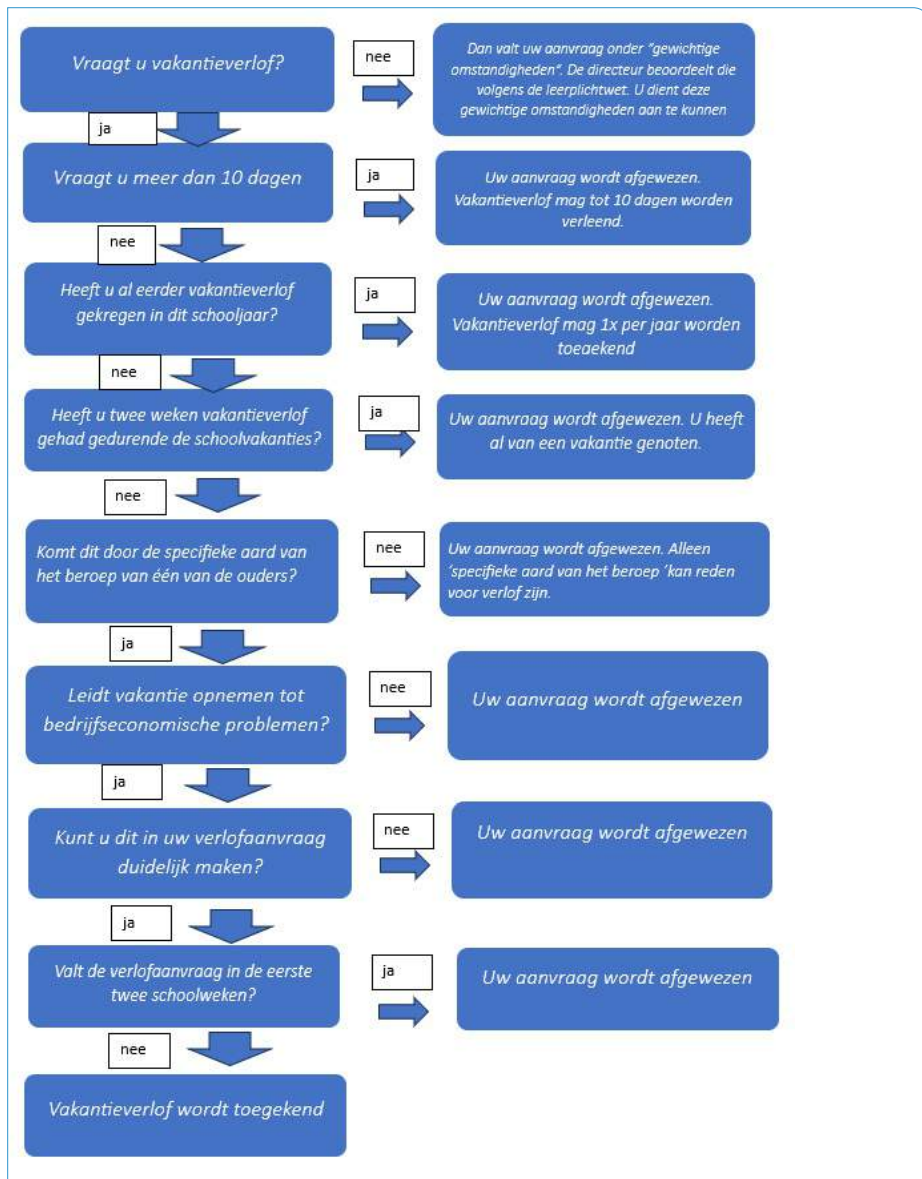 Vraagt u vakantieverlof?
nee
Dan valt uw aanvraag onder “gewichtige
omstandigheden”. De directeur beoordeelt die
volgens de leerplichtwet. U dient deze
gewichtige omstandigheden aan te kunnen
ja
Vraagt u meer dan 10 dagen
ja
Uw aanvraag wordt afgewezen.
Vakantieverlof mag tot 10 dagen worden
verleend.
nee
Heeft u al eerder vakantieverlof
gekregen in dit schooljaar?
ja
Uw aanvraag wordt afgewezen.
Vakantieverlof mag 1x per jaar worden
toegekend
nee
Heeft u twee weken vakantieverlof
gehad gedurende de schoolvakanties?
ja
Uw aanvraag wordt afgewezen. U heeft
al van een vakantie genoten.
nee
Komt dit door de specifieke aard van
het beroep van één van de ouders?
nee
Uw aanvraag wordt afgewezen. Alleen
‘specifieke aard van het beroep ‘kan reden
voor verlof zijn.
ja
Leidt vakantie opnemen tot
bedrijfseconomische problemen?
nee
Uw aanvraag wordt afgewezen
ja
Kunt u dit in uw verlofaanvraag
duidelijk maken?
nee
Uw aanvraag wordt afgewezen
ja
Valt de verlofaanvraag in de eerste
twee schoolweken?
ja
Uw aanvraag wordt afgewezen
nee
Vakantieverlof wordt toegekend